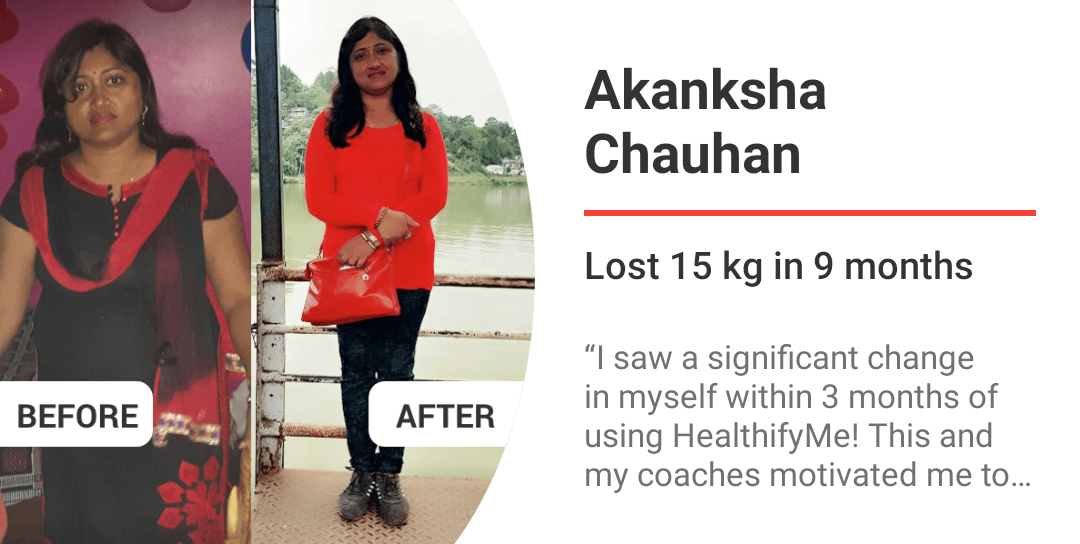 BEFORE
AFTER
Akanksha
Chauhan
Lost 15 kg in 9 months
“I saw a significant change
in myself within 3 months of
using HealthifyMe! This and
my coaches motivated me to…